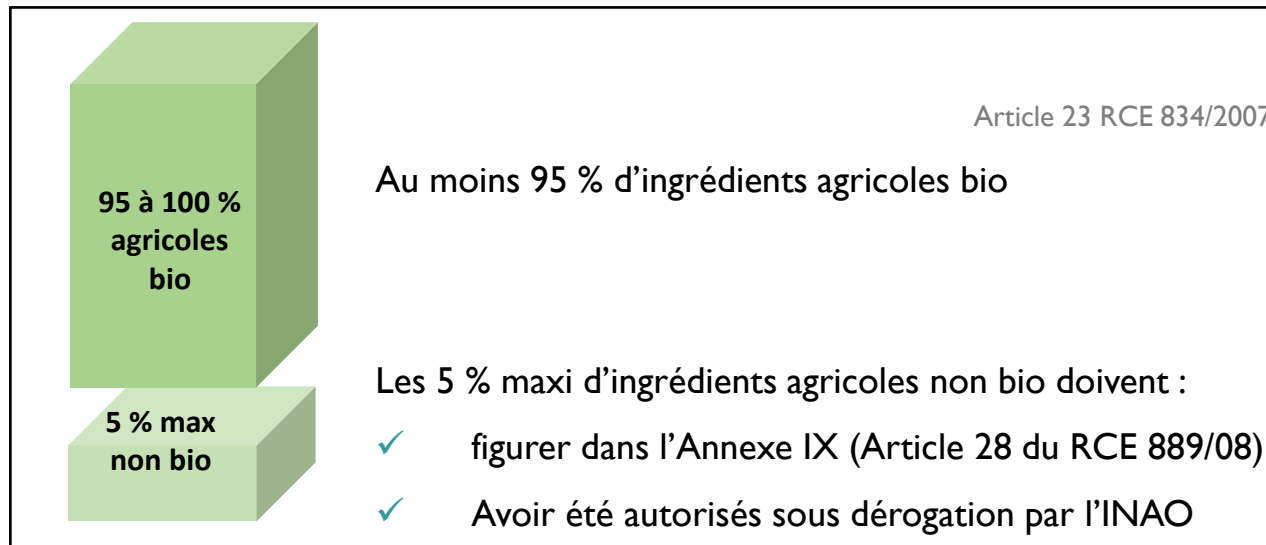 Article 23 RCE 834/2007
Au moins 95 % d’ingrédients agricoles bio
95 à 100 %
agricoles
bio
Les 5 % maxi d’ingrédients agricoles non bio doivent :
5 % max
non bio
✓ figurer dans l’Annexe IX (Article 28 du RCE 889/08)
✓ Avoir été autorisés sous dérogation par l’INAO